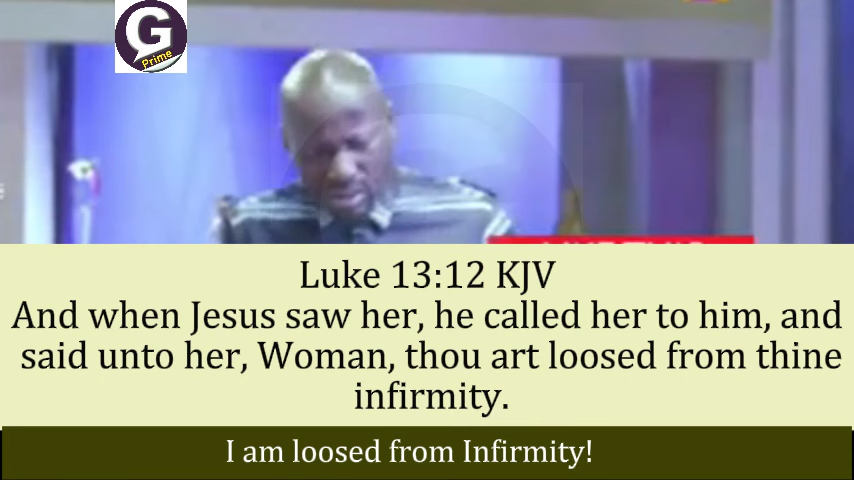 G
Prime
Luke 13:12 KJV
And when Jesus saw her, he called her to him, and
said unto her, Woman, thou art loosed from thine
infirmity.
I am loosed from Infirmity!